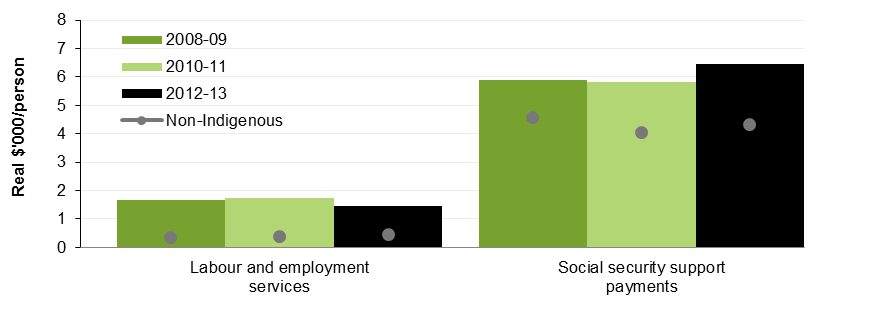 8
7
6
5
4
3
2
1
0
Real $'000/person
2008-09
2010-11
2012-13
Non-Indigenous
Labour and employment
services
Social security support
payments